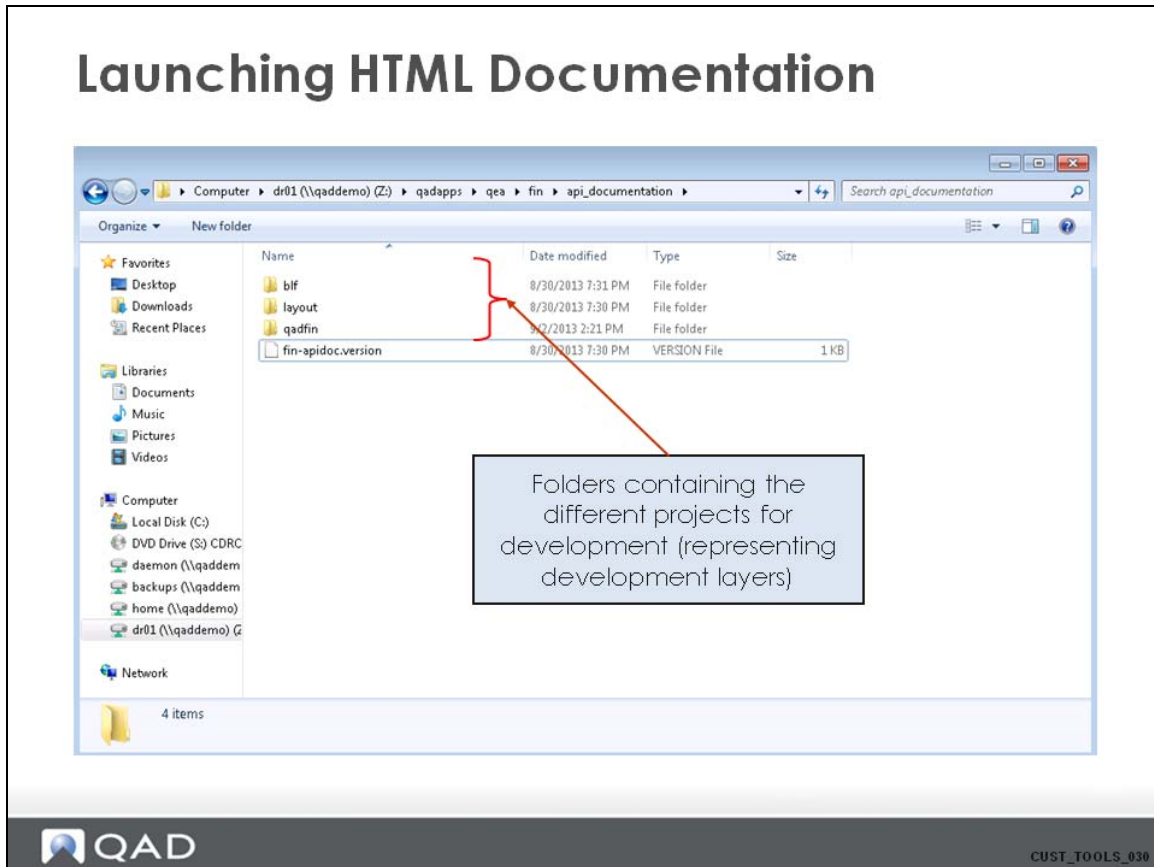 Launching HTML Documentation
Computer ▸ dr01 (\\qaddemo) (Z:) ▸ qadapps ▸ qea ▸ fin ▸ api_documentation ▸
Search api_documentation
Organize ▾ New folder
Name Date modified Type Size
Favorites
Desktop
Downloads
Recent Places
Libraries
Documents
Music
Pictures
Videos
Computer
Local Disk (C:)
DVD Drive (S:) CDRC
daemon (\\qaddem
backups (\\qaddem
home (\\qaddemo)
dr01 (\\qaddemo) (Z
Network
blf 8/30/2013 7:31 PM File folder
layout 8/30/2013 7:30 PM File folder
qadfin 9/2/2013 2:21 PM File folder
fin-apidoc.version 8/30/2013 7:30 PM VERSION File 1 KB
Folders containing the
different projects for
development (representing
development layers)
4 items
QAD
CUST_TOOLS_030